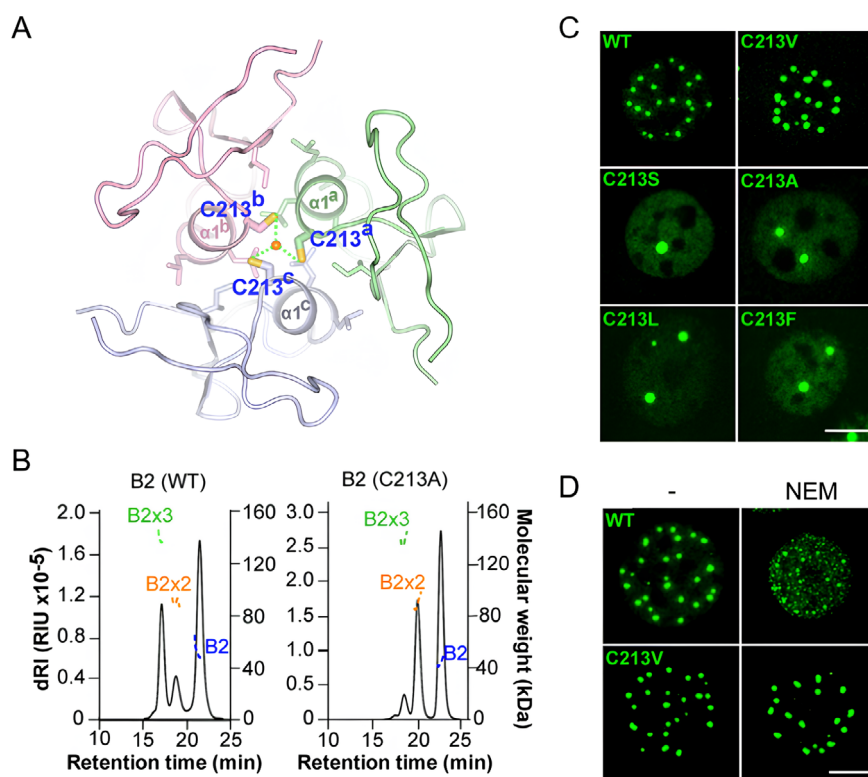 A
C213b
α1a
α1b
C213a
C213c
α1c
B
B2 (WT)
B2 (C213A)
dRI (RIU x10-5)
2.0
1.6
1.2
0.8
0.4
0
160
120
80
40
0
B2x3
B2x2
B2
10 15 20 25
Retention time (min)
3.0
2.5
2.0
1.5
1.0
0.5
0
160
120
80
40
0
B2x3
B2x2
B2
10 15 20 25
Retention time (min)
Molecular weight (kDa)
C
WT
C213V
C213S
C213A
C213L
C213F
D
-
NEM
WT
C213V